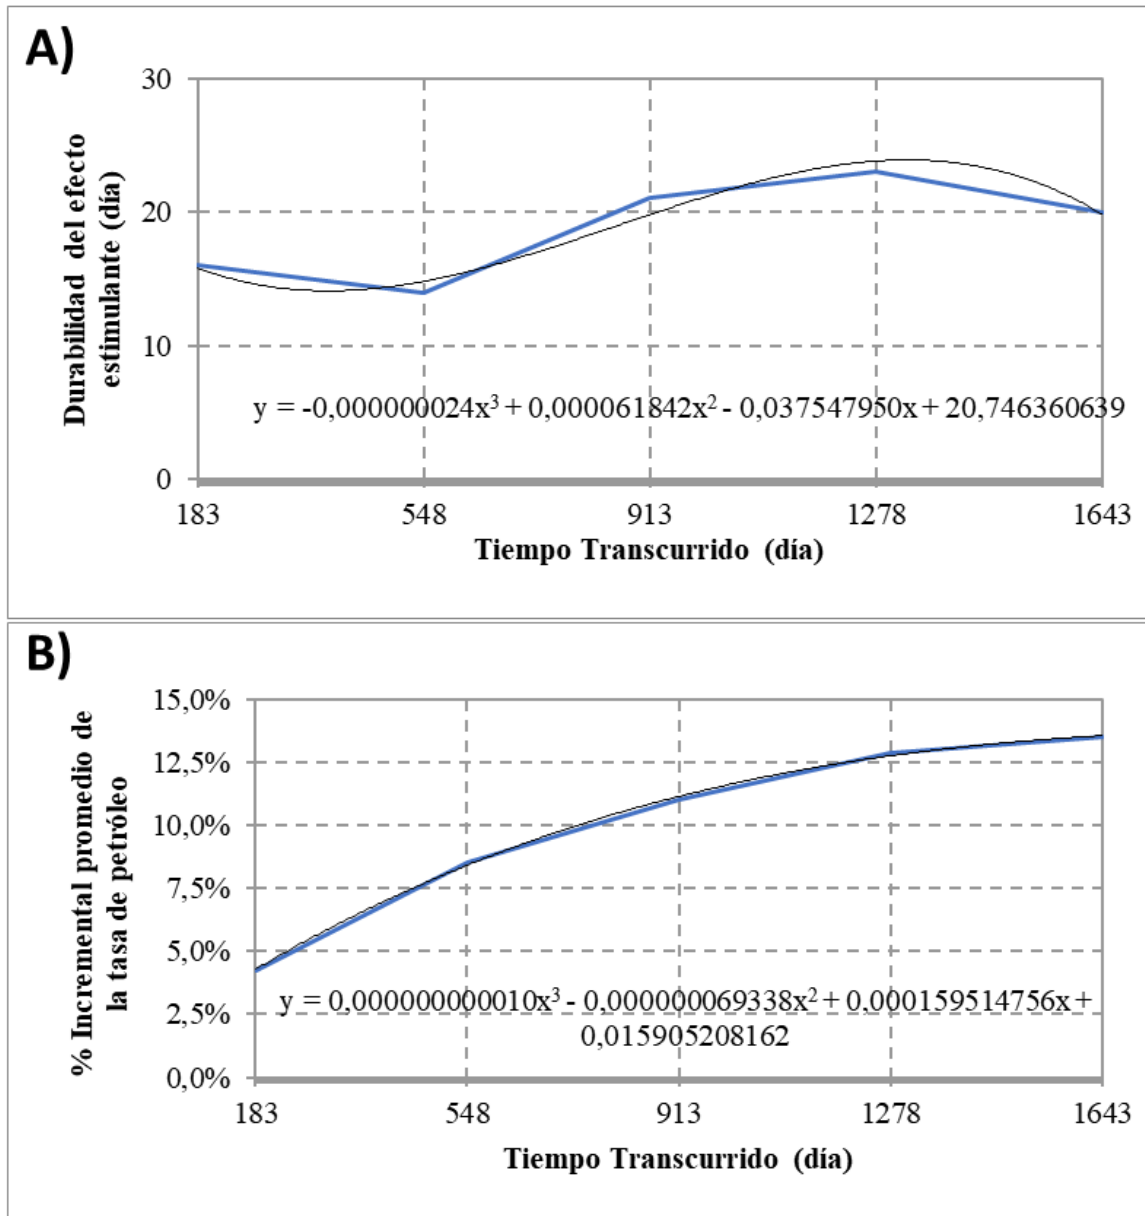 A)
30
20
10
0
Durabilidad del efecto
estimulante (día)
y = -0,000000024x³ + 0,000061842x² - 0,037547950x + 20,746360639
183 548 913 1278 1643
Tiempo Transcurrido (día)
B)
15,0%
12,5%
10,0%
7,5%
5,0%
2,5%
0,0%
% Incremental promedio de
la tasa de petróleo
y = 0,000000000010x³ - 0,000000069338x² + 0,000159514756x +
0,015905208162
183 548 913 1278 1643
Tiempo Transcurrido (día)